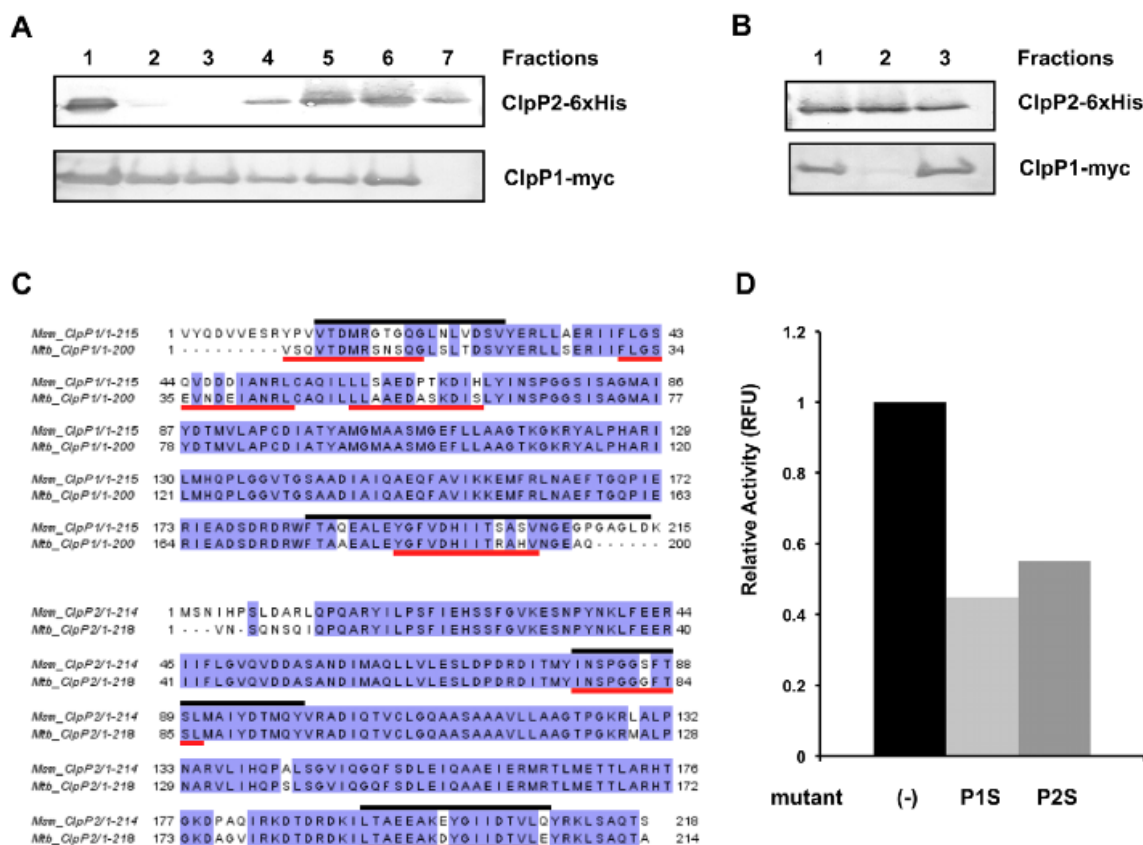 A
1 2 3 4 5 6 7 Fractions
ClpP2-6xHis
ClpP1-myc
B
1 2 3 Fractions
ClpP2-6xHis
ClpP1-myc
C
Msm_ClpP1/1-215 1 VYQDVVESRYPVVTDMRGTGQGLNLVDSVYERLLAERIIFLGS 43
Mtb_ClpP1/1-200 1 ---------VSQVTDMRSNSQGLSLTDSVYERLLSERIIFLGS 34
Msm_ClpP1/1-215 44 QVDDDIANRLCAQILLLSAEDPTKDIHLYINSPGGSISAGMAI 86
Mtb_ClpP1/1-200 35 EVNDEIANRLCAQILLLAAEDASKDISLYINSPGGSISAGMAI 77
Msm_ClpP1/1-215 87 YDTMVLAPCDIATYAMGMAASMGEFLLAAGTKGKRYALPHARI 129
Mtb_ClpP1/1-200 78 YDTMVLAPCDIATYAMGMAASMGEFLLAAGTKGKRYALPHARI 120
Msm_ClpP1/1-215 130 LMHQPLGGVTGSAADIAIQAEQFAVIKKEMFRLNAEFTGQPIE 172
Mtb_ClpP1/1-200 121 LMHQPLGGVTGSAADIAIQAEQFAVIKKEMFRLNAEFTGQPIE 163
Msm_ClpP1/1-215 173 RIEADSDRDRWFTAQEALEYGFVDHIITSASVNGEGPGAGLDK 215
Mtb_ClpP1/1-200 164 RIEADSDRDRWFTAAEALEYGFVDHIITRAHVNGEAQ------ 200
Msm_ClpP2/1-214 1 MSNIHPSLDARLQPQARYILPSFIEHSSFGVKESNPYNKLFEER 44
Mtb_ClpP2/1-218 1 ---VN-SQNSQIQPQARYILPSFIEHSSFGVKESNPYNKLFEER 40
Msm_ClpP2/1-214 45 IIFLGVQVDDASANDIMAQLLVLESLDPDRDITMYINSPGGSFT 88
Mtb_ClpP2/1-218 41 IIFLGVQVDDASANDIMAQLLVLESLDPDRDITMYINSPGGGFT 84
Msm_ClpP2/1-214 89 SLMAIYDTMQYVRADIQTVCLGQAASAAAVLLAAGTPGKRLALP 132
Mtb_ClpP2/1-218 85 SLMAIYDTMQYVRADIQTVCLGQAASAAAVLLAAGTPGKRMALP 128
Msm_ClpP2/1-214 133 NARVLIHQPALSGVIQGQFSDLEIQAAEIERMRTLMETTLARHT 176
Mtb_ClpP2/1-218 129 NARVLIHQPSLSGVIQGQFSDLEIQAAEIERMRTLMETTLARHT 172
Msm_ClpP2/1-214 177 GKDPAQIRKDTDRDKILTAEEAKEYGIIDTVLQYRKLSAQTS 218
Mtb_ClpP2/1-218 173 GKDAGVIRKDTDRDKILTAEEAKDYGIIDTVLEYRKLSAQTA 214
D
Relative Activity (RFU)
1.2
1
0.8
0.6
0.4
0.2
0
mutant (-) P1S P2S